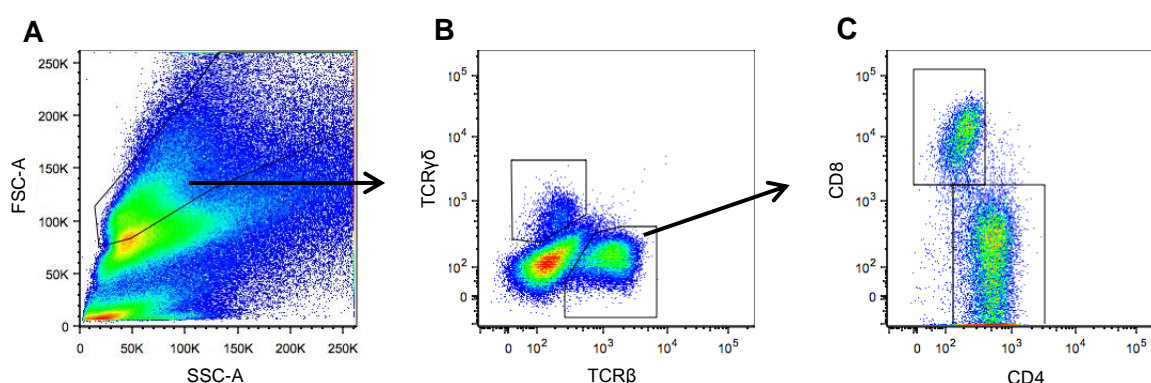 A
FSC-A
250K
200K
150K
100K
50K
0
0 50K 100K 150K 200K 250K
SSC-A
B
TCRγδ
10⁵
10⁴
10³
10²
0
0 10² 10³ 10⁴ 10⁵
TCRβ
C
CD8
10⁵
10⁴
10³
10²
0
0 10² 10³ 10⁴ 10⁵
CD4